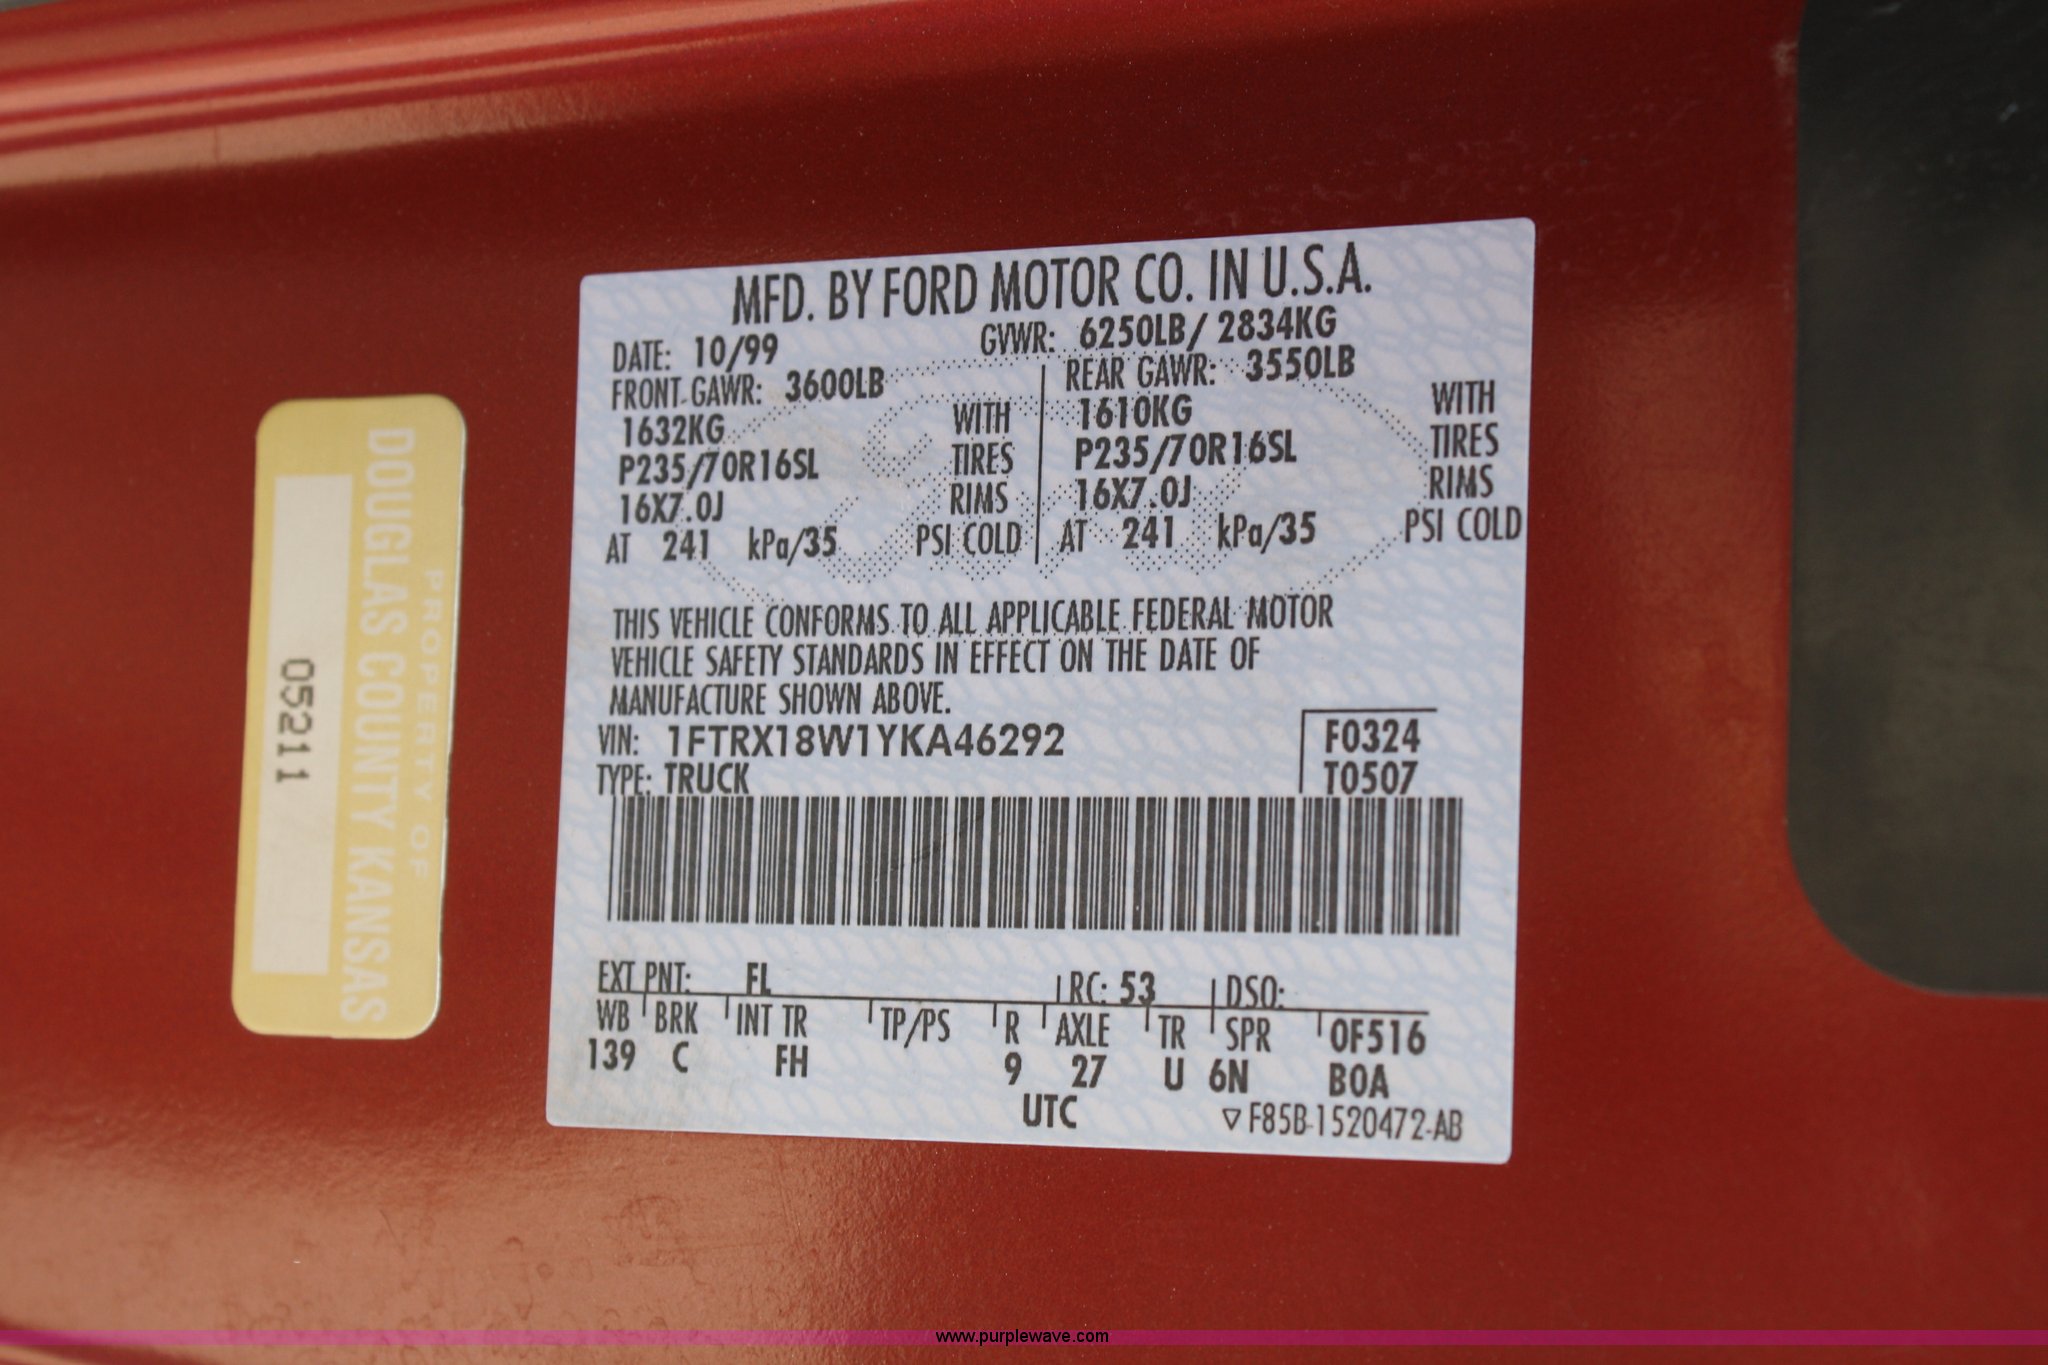 MFD. BY FORD MOTOR CO. IN U.S.A.
DATE: 10/99 GVWR: 6250LB/ 2834KG
FRONT GAWR: 3600LB REAR GAWR: 3550LB
1632KG WITH 1610KG WITH
P235/70R16SL TIRES P235/70R16SL TIRES
16X7.0J RIMS 16X7.0J RIMS
AT 241 kPa/35 PSI COLD AT 241 kPa/35 PSI COLD
THIS VEHICLE CONFORMS TO ALL APPLICABLE FEDERAL MOTOR
VEHICLE SAFETY STANDARDS IN EFFECT ON THE DATE OF
MANUFACTURE SHOWN ABOVE.
VIN: 1FTRX18W1YKA46292 F0324
TYPE: TRUCK T0507
EXT PNT: FL RC: 53 DSO:
WB BRK INT TR TP/PS R AXLE TR SPR 0F516
139 C FH 9 27 U 6N B0A
UTC ▽F85B-1520472-AB
PROPERTY OF
DOUGLAS COUNTY KANSAS
05211
www.purplewave.com